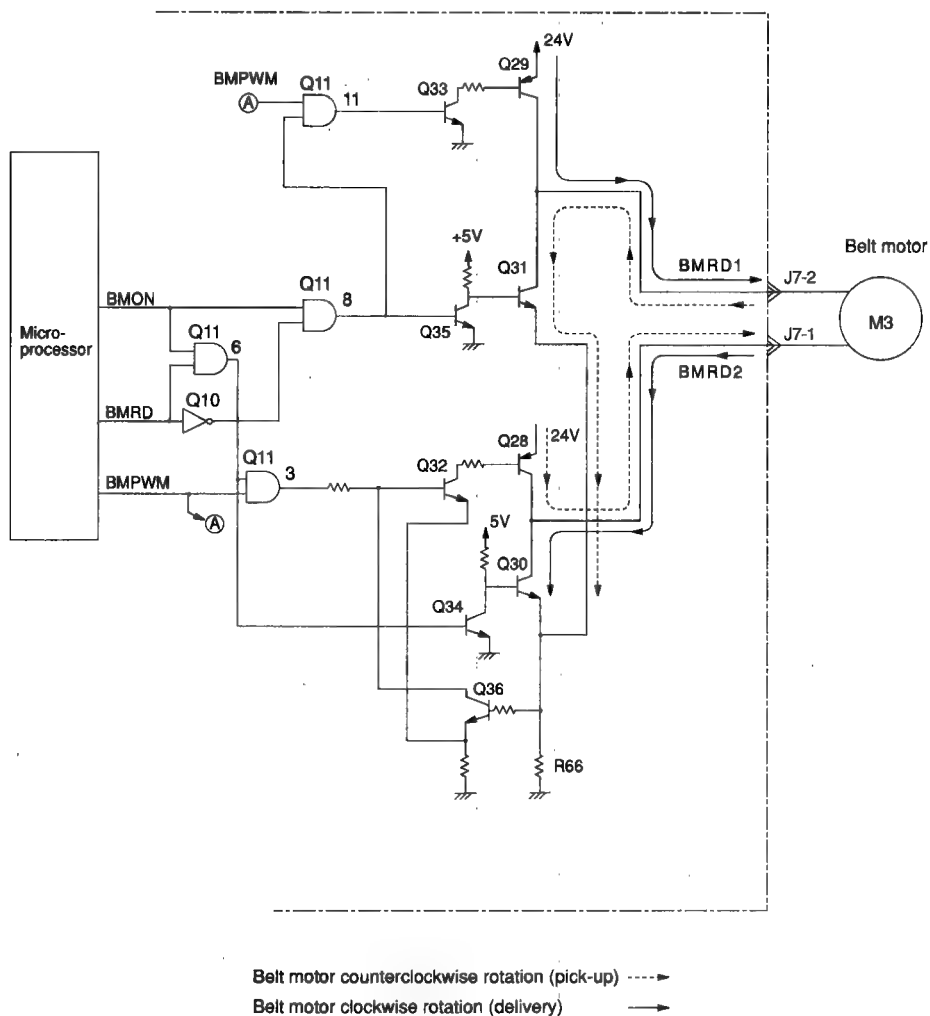 24V
Q29
BMPWM
Q11
Q33
A
11
+5V
Q31
Belt motor
Q11
BMRD1
J7-2
BMON
8
Micro-
processor
Q11
Q35
M3
6
J7-1
BMRD2
Q10
BMRD
Q28
24V
Q11
Q32
BMPWM
3
A
5V
Q30
Q34
Q36
R66
Belt motor counterclockwise rotation (pick-up)
Belt motor clockwise rotation (delivery)